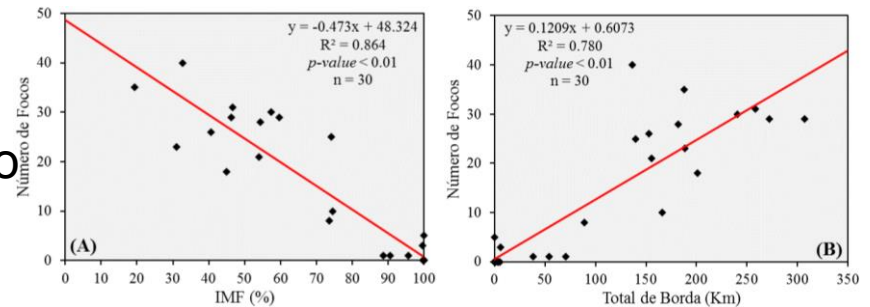 y = -0.473x + 48.324
R² = 0.864
p-value < 0.01
n = 30
50
40
30
20
10
0
Número de Focos
(A)
0 10 20 30 40 50 60 70 80 90 100
IMF (%)
y = 0.1209x + 0.6073
R² = 0.780
p-value < 0.01
n = 30
50
40
30
20
10
0
Número de Focos
(B)
0 50 100 150 200 250 300 350
Total de Borda (Km)